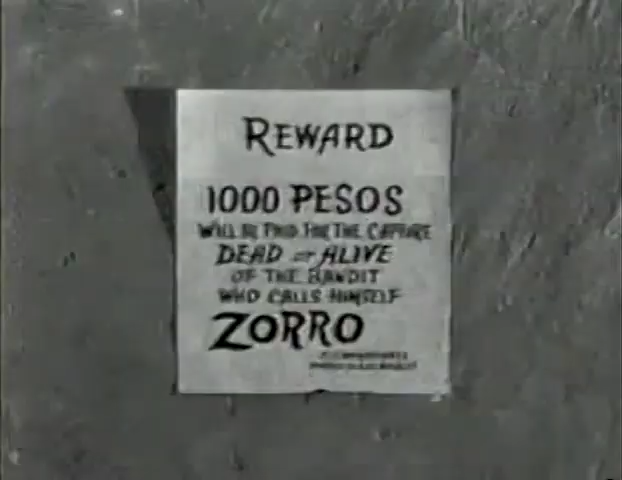 REWARD
1000 PESOS
WILL BE PAID FOR THE CAPTURE
DEAD or ALIVE
OF THE BANDIT
WHO CALLS HIMSELF
ZORRO